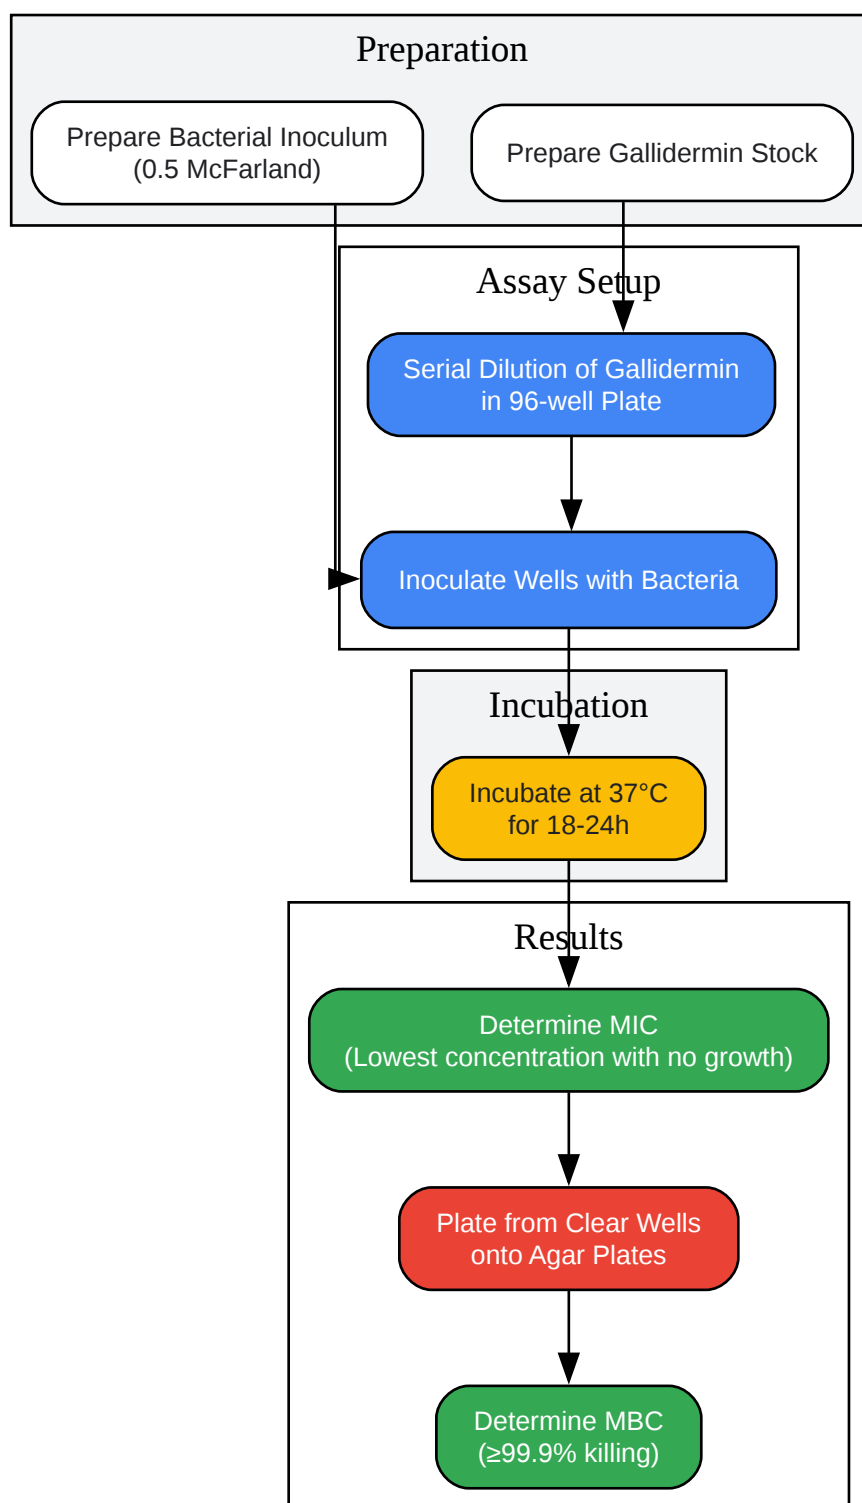 Preparation
Prepare Bacterial Inoculum
(0.5 McFarland)
Prepare Gallidermin Stock
Assay Setup
Serial Dilution of Gallidermin
in 96-well Plate
Inoculate Wells with Bacteria
Incubation
Incubate at 37°C
for 18-24h
Results
Determine MIC
(Lowest concentration with no growth)
Plate from Clear Wells
onto Agar Plates
Determine MBC
(≥99.9% killing)